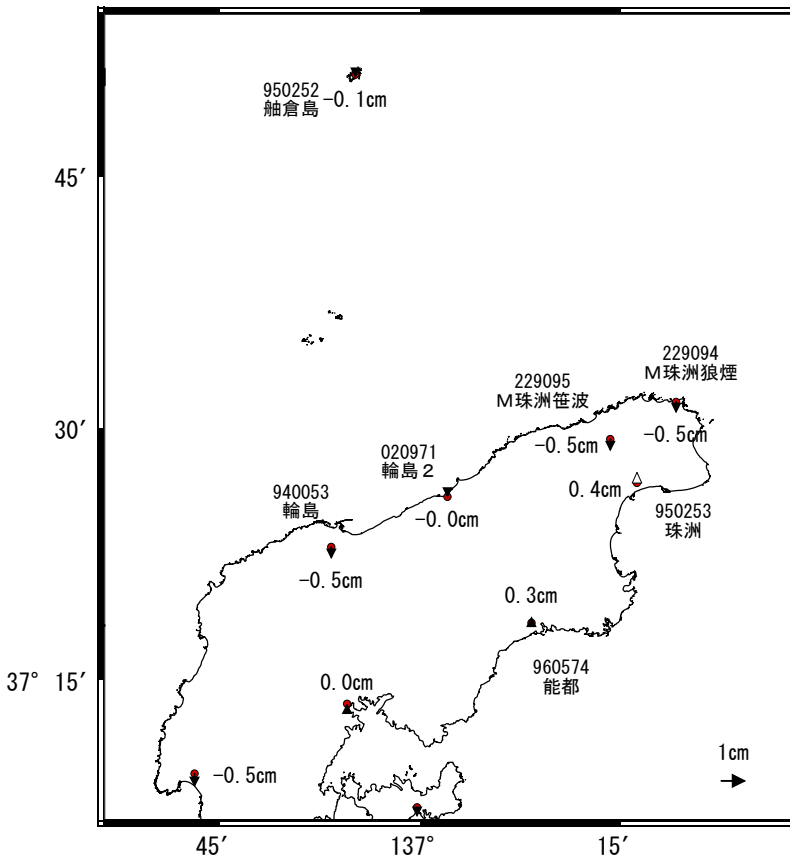 950252
舳倉島
-0.1cm
45′
229094
M珠洲狼煙
229095
M珠洲笹波
30′
-0.5cm
-0.5cm
020971
輪島２
0.4cm
940053
輪島
950253
珠洲
-0.0cm
-0.5cm
0.3cm
960574
能都
37° 15′
0.0cm
-0.5cm
1cm
45′
137°
15′